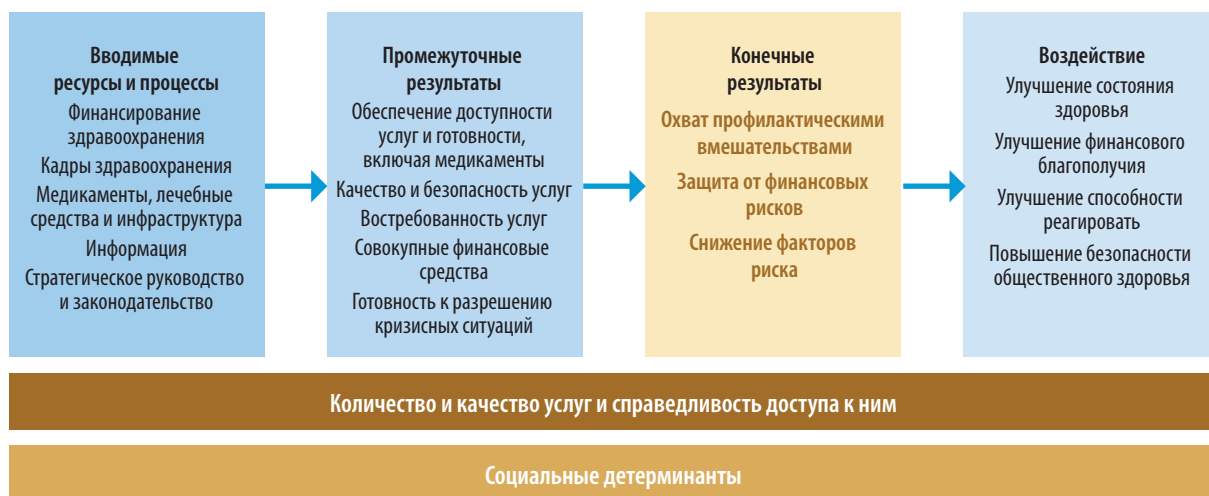 Вводимые
ресурсы и процессы
Финансирование
здравоохранения
Кадры здравоохранения
Медикаменты, лечебные
средства и инфраструктура
Информация
Стратегическое руководство
и законодательство
Промежуточные
результаты
Обеспечение доступности
услуг и готовности,
включая медикаменты
Качество и безопасность услуг
Востребованность услуг
Совокупные финансовые
средства
Готовность к разрешению
кризисных ситуаций
Конечные
результаты
Охват профилактическими
вмешательствами
Защита от финансовых
рисков
Снижение факторов
риска
Воздействие
Улучшение состояния
здоровья
Улучшение финансового
благополучия
Улучшение способности
реагировать
Повышение безопасности
общественного здоровья
Количество и качество услуг и справедливость доступа к ним
Социальные детерминанты